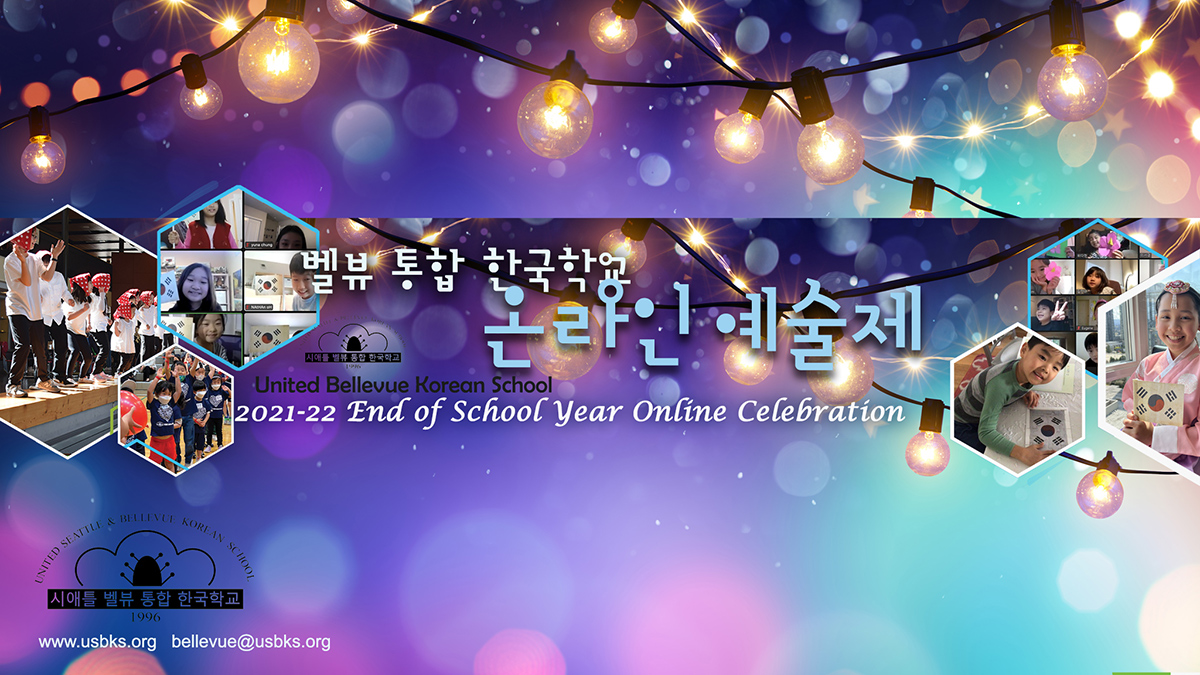 벨뷰 통합 한국학교
온라인 예술제
시애틀 벨뷰 통합 한국학교
1996
United Bellevue Korean School
2021-22 End of School Year Online Celebration
UNITED SEATTLE & BELLEVUE KOREAN SCHOOL
시애틀 벨뷰 통합 한국학교
1996
www.usbks.org bellevue@usbks.org